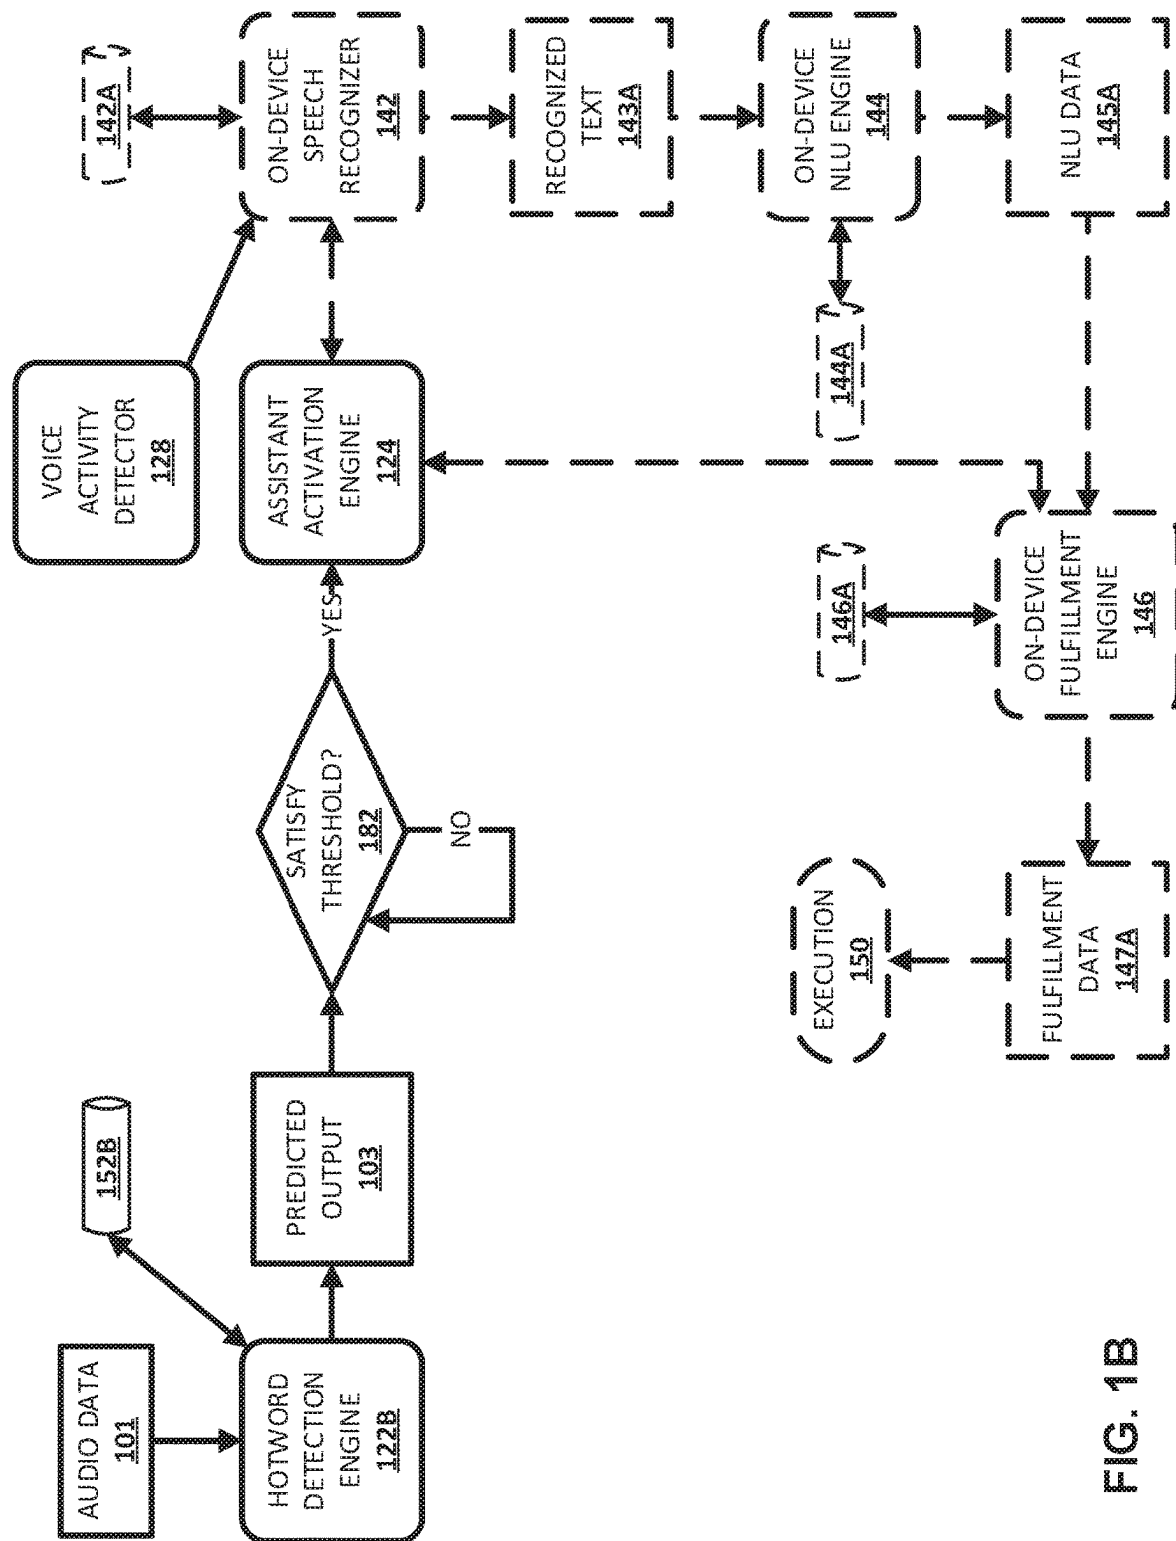 AUDIO DATA
101
152B
HOTWORD
DETECTION
ENGINE
122B
PREDICTED
OUTPUT
103
SATISFY
THRESHOLD?
182
NO
YES
VOICE
ACTIVITY
DETECTOR
128
ASSISTANT
ACTIVATION
ENGINE
124
142A
ON-DEVICE
SPEECH
RECOGNIZER
142
RECOGNIZED
TEXT
143A
ON-DEVICE
NLU ENGINE
144
144A
NLU DATA
145A
146A
ON-DEVICE
FULFILLMENT
ENGINE
146
FULFILLMENT
DATA
147A
EXECUTION
150
FIG. 1B